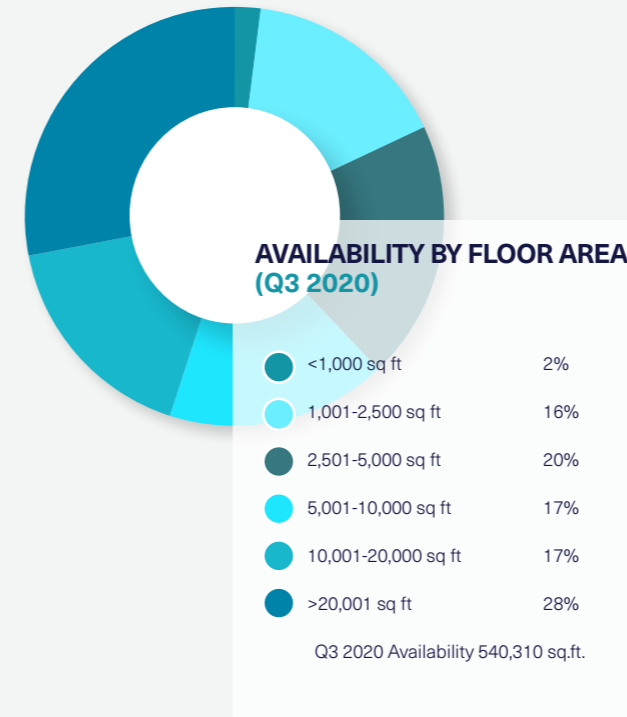 AVAILABILITY BY FLOOR AREA
(Q3 2020)
<1,000 sq ft 2%
1,001-2,500 sq ft 16%
2,501-5,000 sq ft 20%
5,001-10,000 sq ft 17%
10,001-20,000 sq ft 17%
>20,001 sq ft 28%
Q3 2020 Availability 540,310 sq.ft.